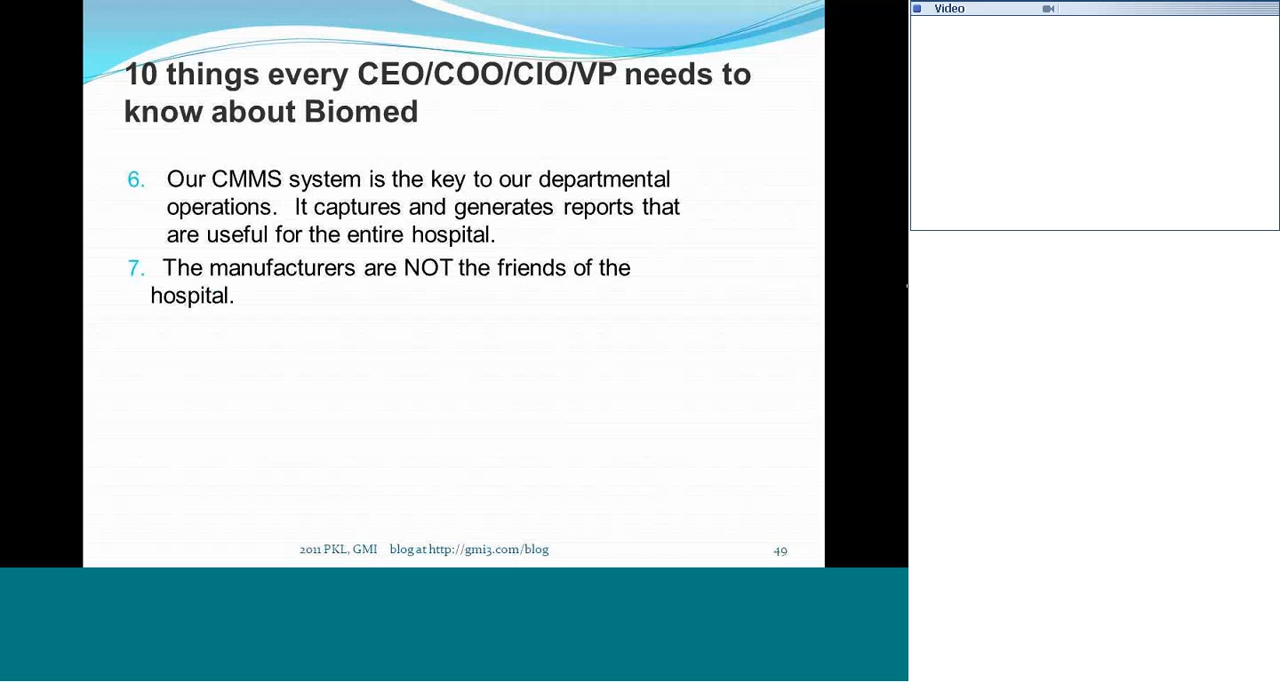 Video
10 things every CEO/COO/CIO/VP needs to
know about Biomed
6. Our CMMS system is the key to our departmental
operations. It captures and generates reports that
are useful for the entire hospital.
7. The manufacturers are NOT the friends of the
hospital.
2011 PKL, GMI blog at http://gmi3.com/blog
49